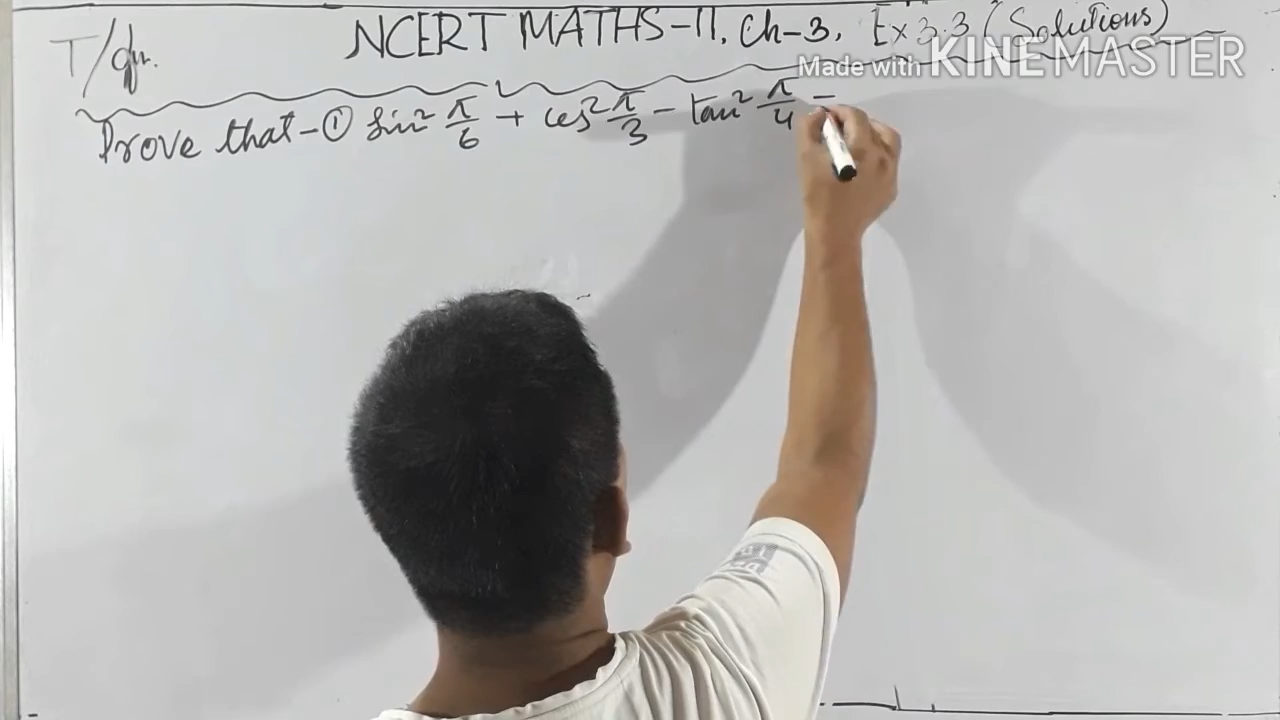 T/qn. NCERT MATHS-11, Ch-3, Ex 3.3 (Solutions)
Made with KINEMASTER
Prove that-① sin² π/6 + cos² π/3 - tan² π/4 =